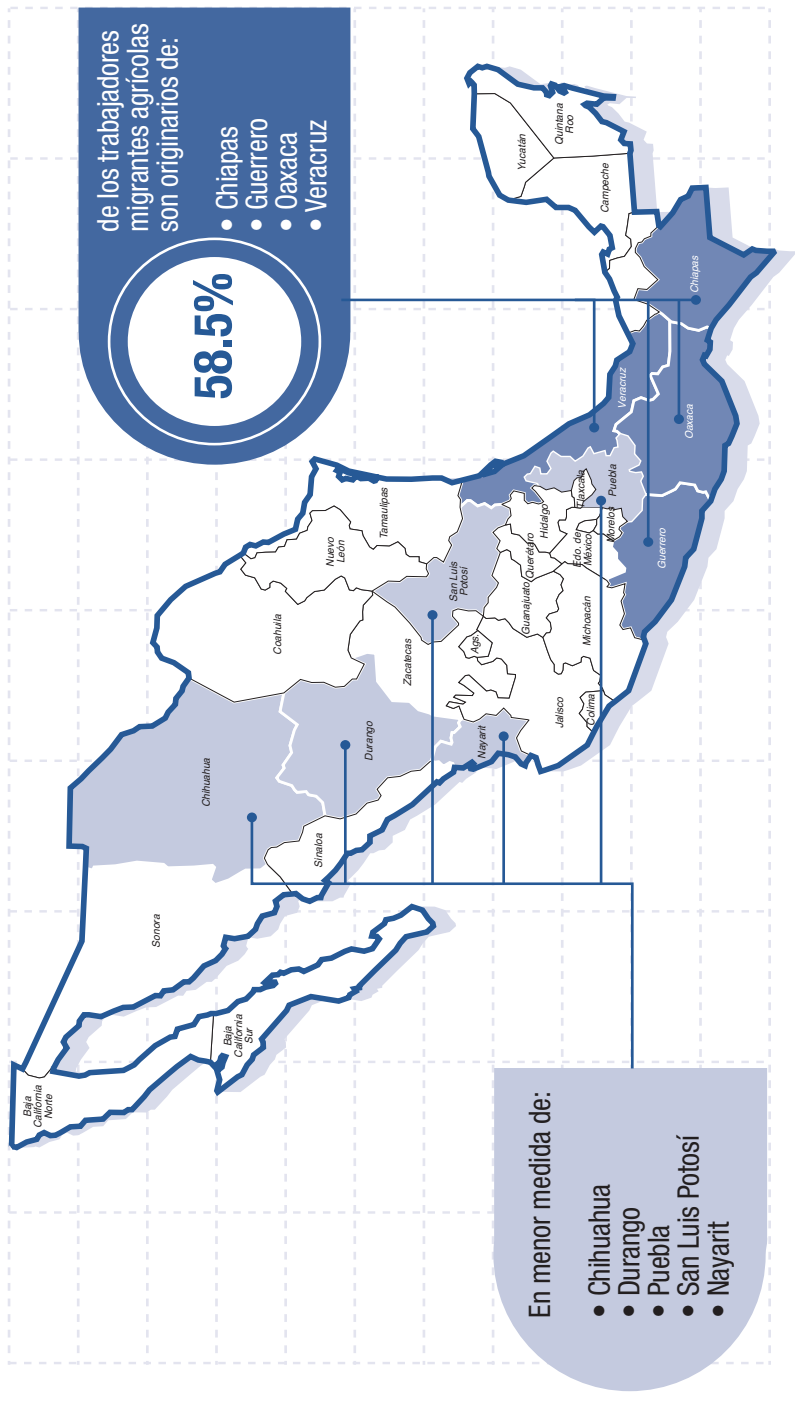 58.5%
de los trabajadores
migrantes agrícolas
son originarios de:
• Chiapas
• Guerrero
• Oaxaca
• Veracruz
Baja
California
Norte
Baja
California
Sur
Sonora
Chihuahua
Coahuila
Nuevo
León
Tamaulipas
Sinaloa
Durango
Zacatecas
San Luis
Potosí
Nayarit
Ags.
Jalisco
Colima
Guanajuato
Querétaro
Hidalgo
Michoacán
Edo. de
México
Tlaxcala
Morelos
Puebla
Veracruz
Guerrero
Oaxaca
Chiapas
Campeche
Yucatán
Quintana
Roo
En menor medida de:
• Chihuahua
• Durango
• Puebla
• San Luis Potosí
• Nayarit